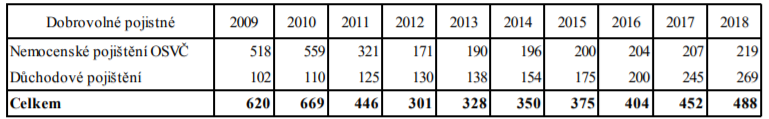 Dobrovolné pojistné 2009 2010 2011 2012 2013 2014 2015 2016 2017 2018
Nemocenské pojištění OSVČ 518 559 321 171 190 196 200 204 207 219
Důchodové pojištění 102 110 125 130 138 154 175 200 245 269
Celkem 620 669 446 301 328 350 375 404 452 488